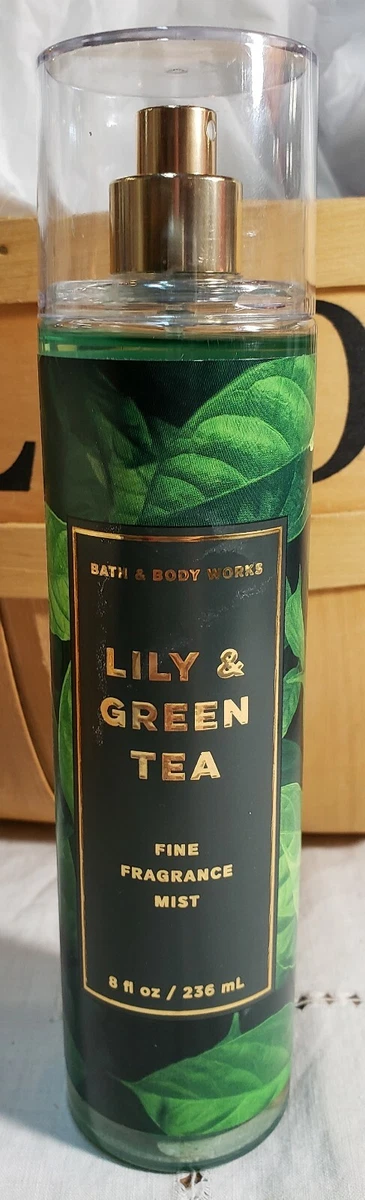 BATH & BODY WORKS
LILY &
GREEN
TEA
FINE
FRAGRANCE
MIST
8 fl oz / 236 mL